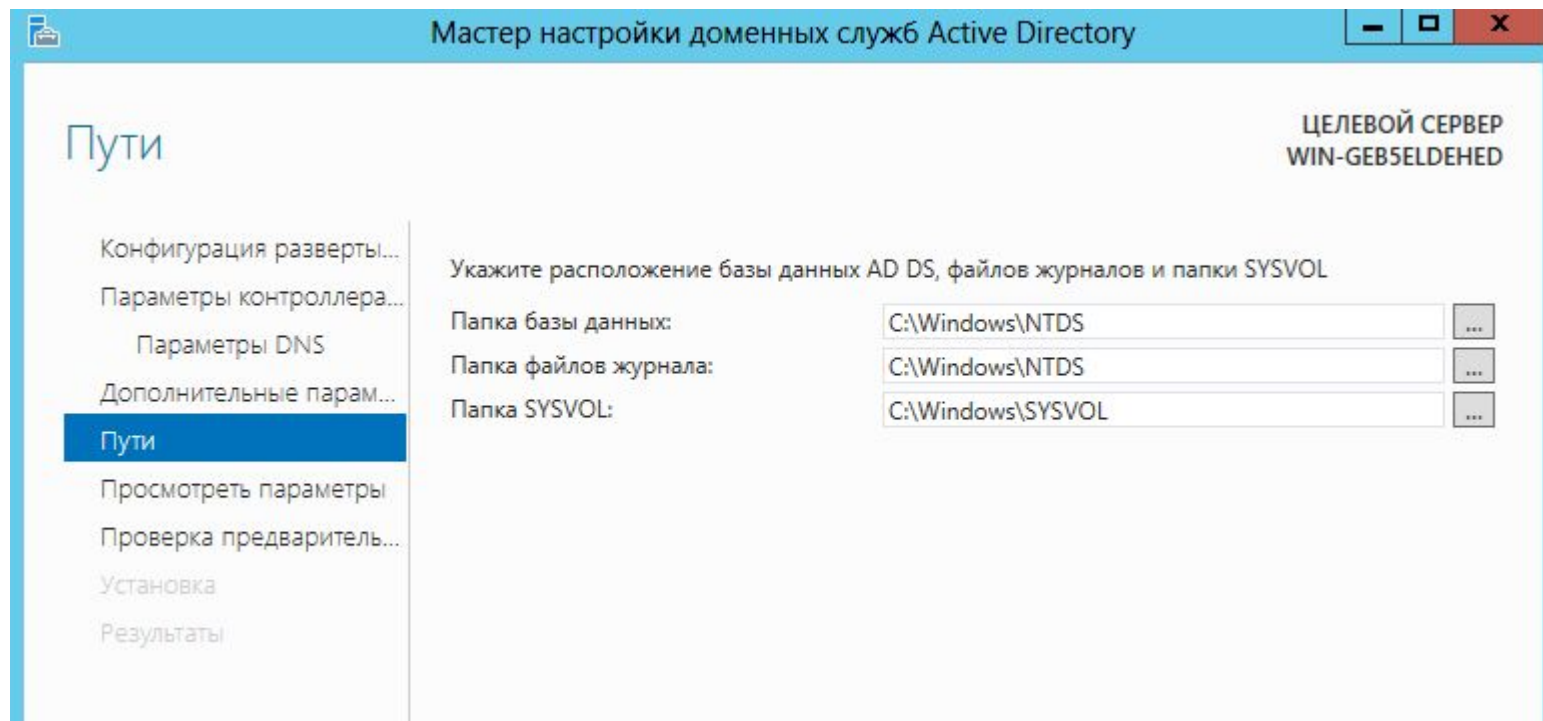 Мастер настройки доменных служб Active Directory
Пути
ЦЕЛЕВОЙ СЕРВЕР
WIN-GEB5ELDEHED
Конфигурация разверты...
Параметры контроллера...
Параметры DNS
Дополнительные парам...
Пути
Просмотреть параметры
Проверка предваритель...
Установка
Результаты
Укажите расположение базы данных AD DS, файлов журналов и папки SYSVOL
Папка базы данных: C:\Windows\NTDS ...
Папка файлов журнала: C:\Windows\NTDS ...
Папка SYSVOL: C:\Windows\SYSVOL ...